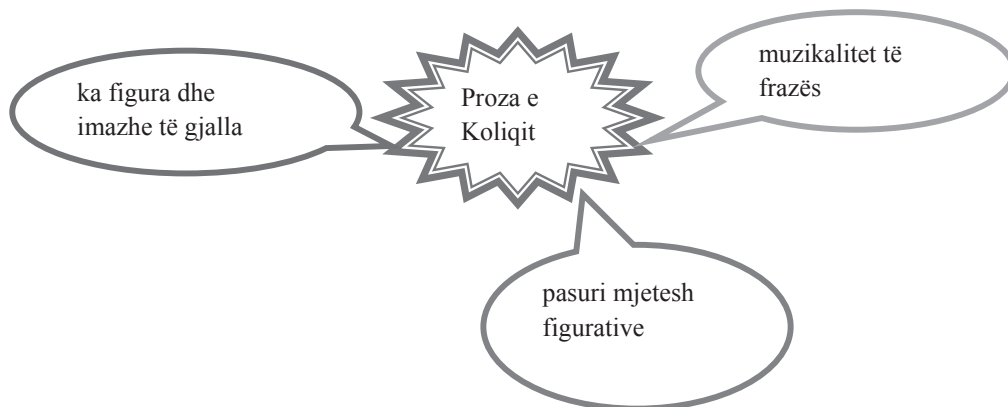 ka figura dhe
imazhe të gjalla
Proza e
Koliqit
muzikalitet të
frazës
pasuri mjetesh
figurative